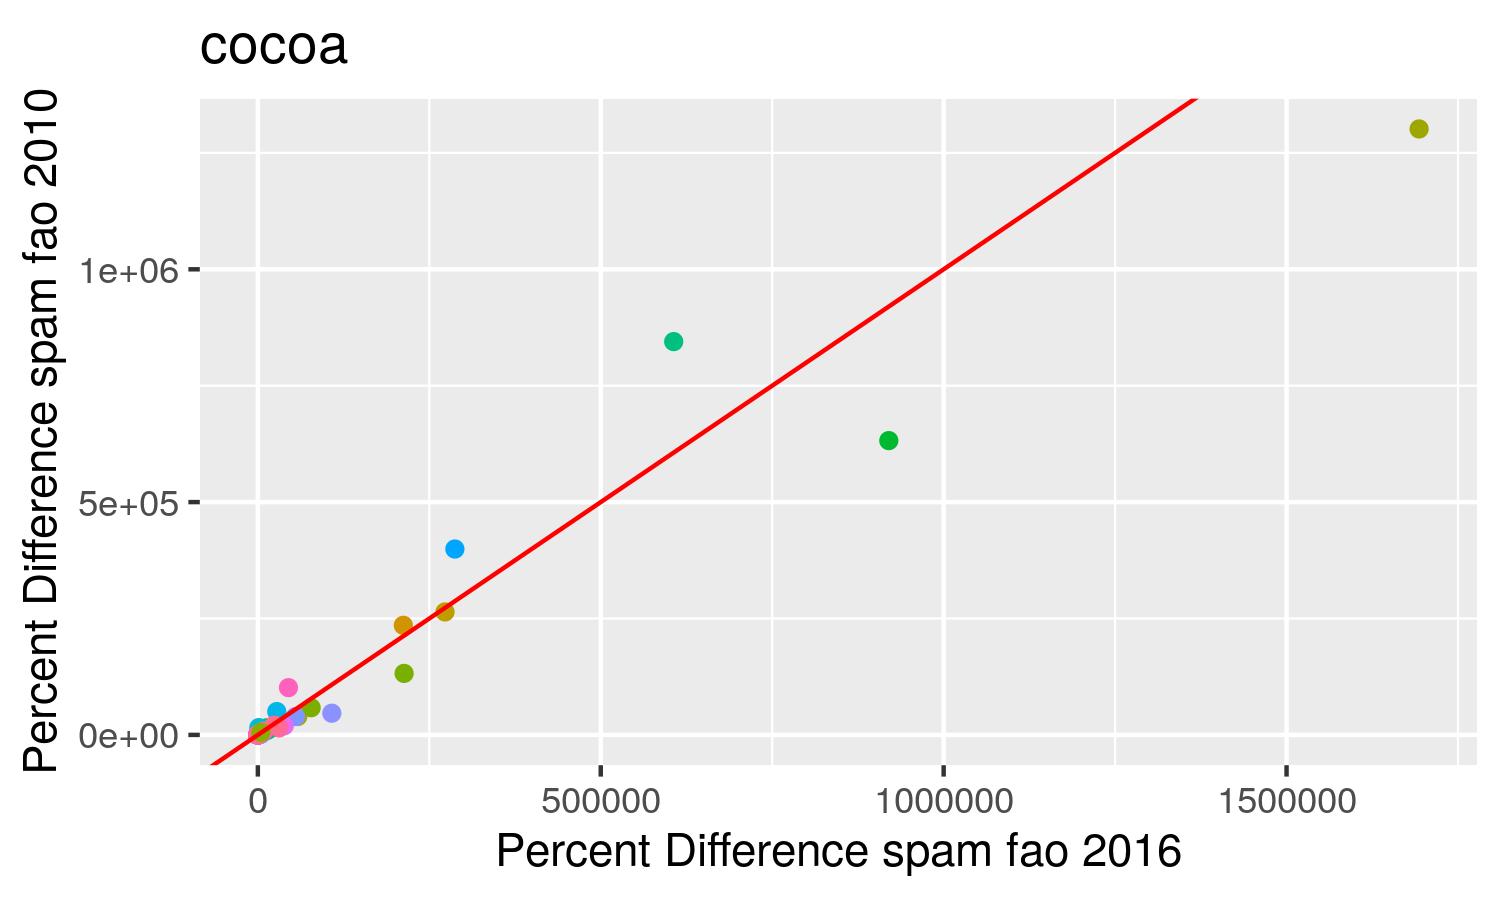 cocoa
Percent Difference spam fao 2010
1e+06
5e+05
0e+00
0 500000 1000000 1500000
Percent Difference spam fao 2016